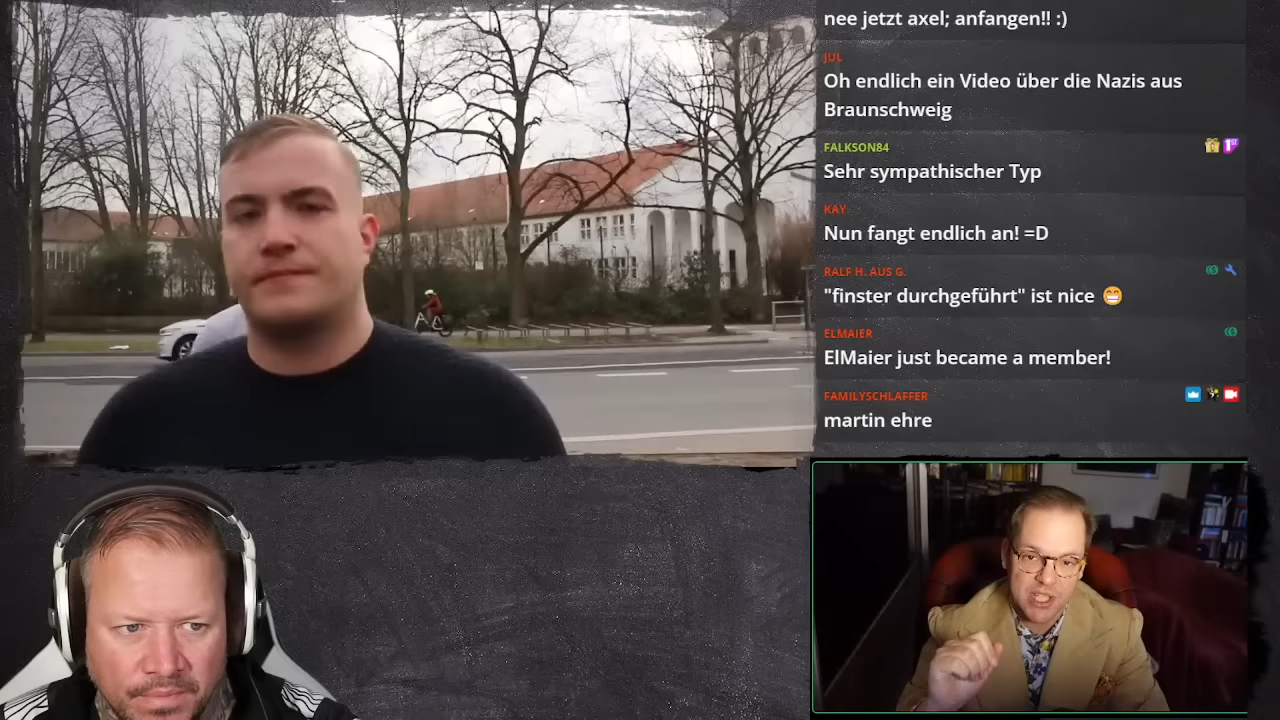 nee jetzt axel; anfangen!! :)
JUL
Oh endlich ein Video über die Nazis aus
Braunschweig
FALKSON84
Sehr sympathischer Typ
KAY
Nun fangt endlich an! =D
RALF H. AUS G.
"finster durchgeführt" ist nice 😁
ELMAIER
ElMaier just became a member!
FAMILYSCHLAFFER
martin ehre